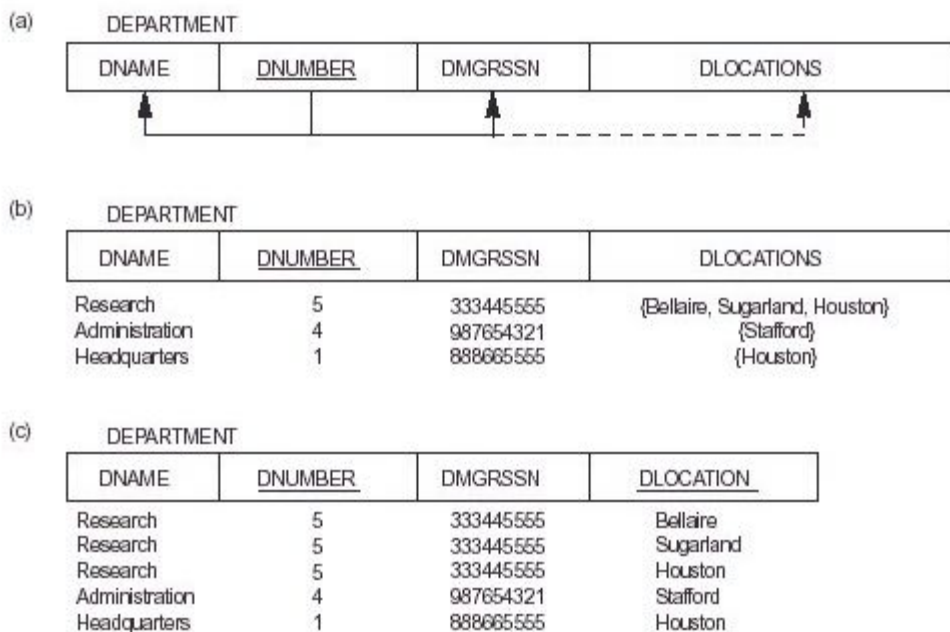 (a) DEPARTMENT
DNAME DNUMBER DMGRSSN DLOCATIONS
(b) DEPARTMENT
DNAME DNUMBER DMGRSSN DLOCATIONS
Research 5 333445555 {Bellaire, Sugarland, Houston}
Administration 4 987654321 {Stafford}
Headquarters 1 888665555 {Houston}
(c) DEPARTMENT
DNAME DNUMBER DMGRSSN DLOCATION
Research 5 333445555 Bellaire
Research 5 333445555 Sugarland
Research 5 333445555 Houston
Administration 4 987654321 Stafford
Headquarters 1 888665555 Houston